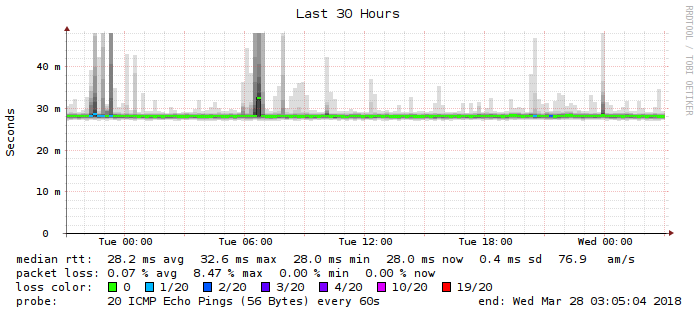 Last 30 Hours
RRDTOOL / TOBI OETIKER
Seconds
40 m
30 m
20 m
10 m
0
Tue 00:00 Tue 06:00 Tue 12:00 Tue 18:00 Wed 00:00
median rtt: 28.2 ms avg 32.6 ms max 28.0 ms min 28.0 ms now 0.4 ms sd 76.9 am/s
packet loss: 0.07 % avg 8.47 % max 0.00 % min 0.00 % now
loss color: 0 1/20 2/20 3/20 4/20 10/20 19/20
probe: 20 ICMP Echo Pings (56 Bytes) every 60s end: Wed Mar 28 03:05:04 2018